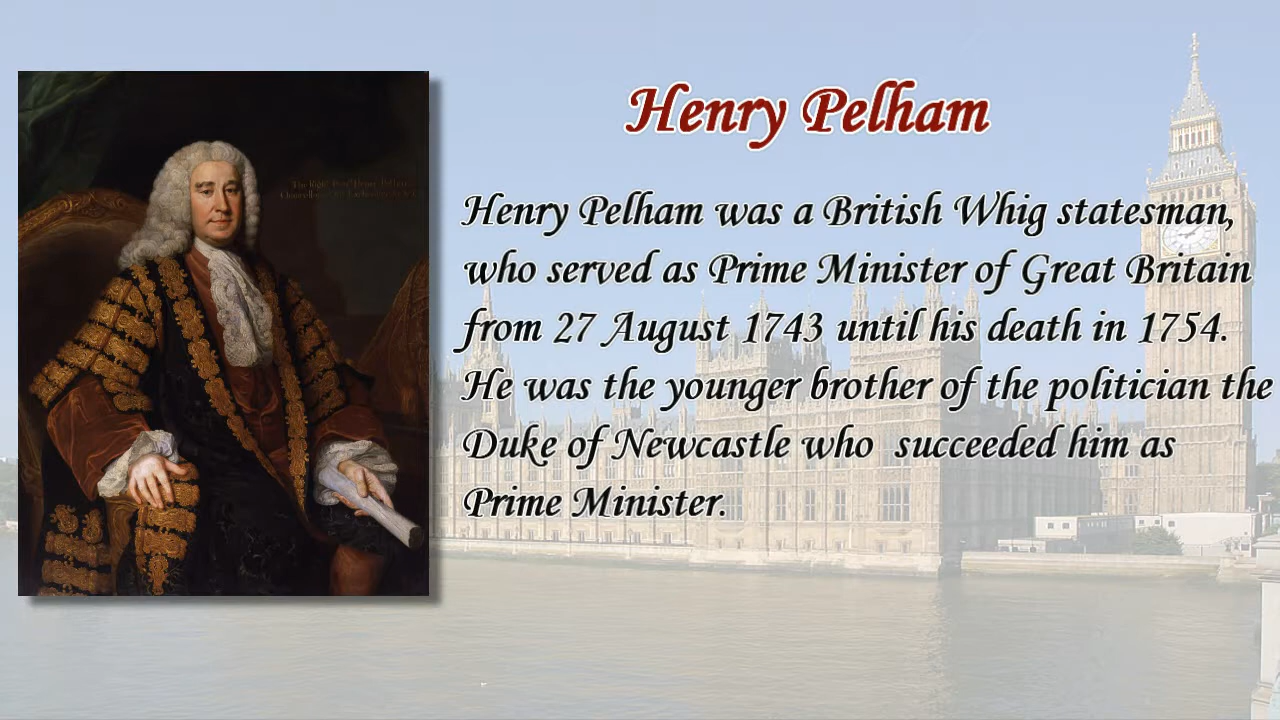 Henry Pelham
Henry Pelham was a British Whig statesman,
who served as Prime Minister of Great Britain
from 27 August 1743 until his death in 1754.
He was the younger brother of the politician the
Duke of Newcastle who succeeded him as
Prime Minister.